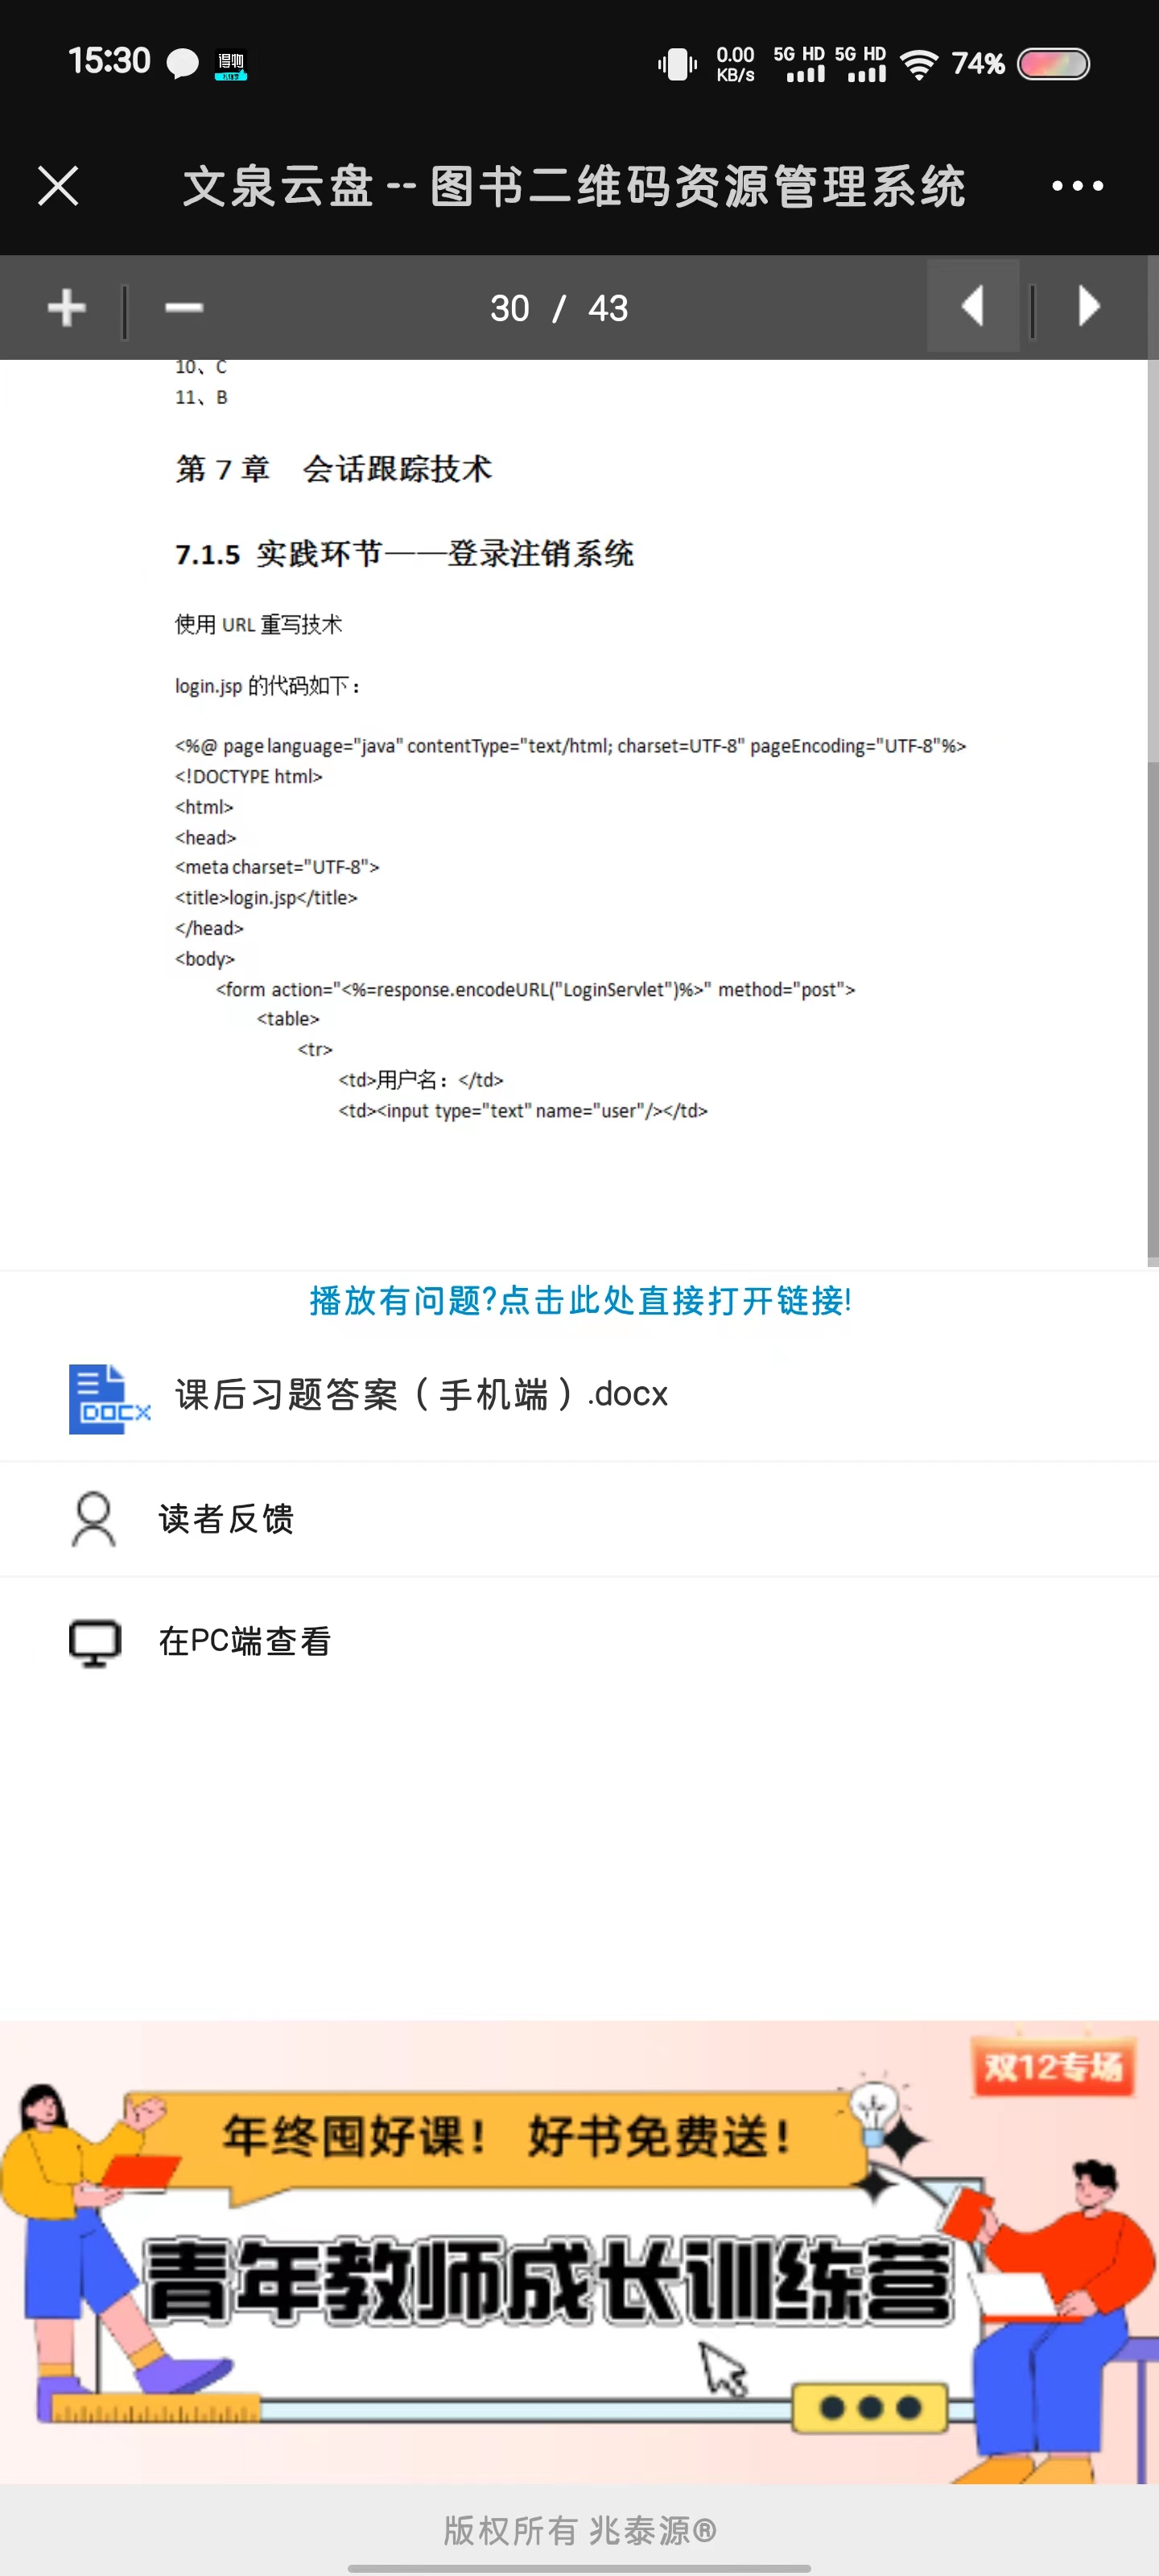 15:30
得物
0.00 KB/s 5G HD 5G HD 74%
文泉云盘 -- 图书二维码资源管理系统
30 / 43
10、C
11、B
第 7 章 会话跟踪技术
7.1.5 实践环节——登录注销系统
使用 URL 重写技术
login.jsp 的代码如下：
<%@ page language="java" contentType="text/html; charset=UTF-8" pageEncoding="UTF-8"%>
<!DOCTYPE html>
<html>
<head>
<meta charset="UTF-8">
<title>login.jsp</title>
</head>
<body>
<form action="<%=response.encodeURL("LoginServlet")%>" method="post">
<table>
<tr>
<td>用户名：</td>
<td><input type="text" name="user"/></td>
播放有问题?点击此处直接打开链接!
DOCX
课后习题答案（手机端）.docx
读者反馈
在PC端查看
双12专场
年终囤好课！ 好书免费送！
青年教师成长训练营
版权所有 兆泰源®